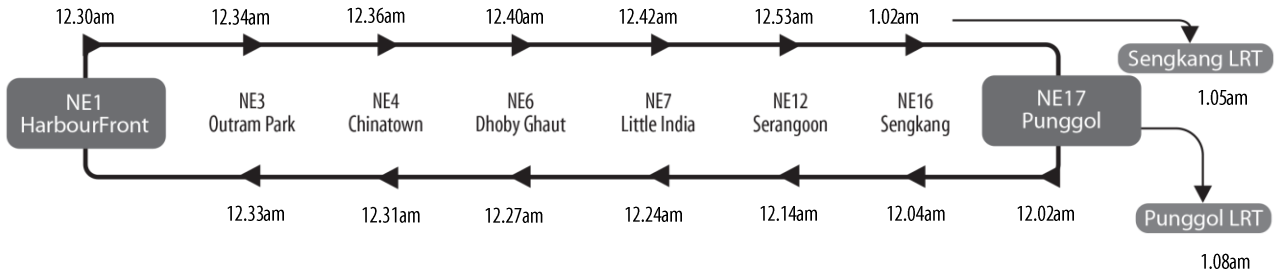 12.30am
12.34am
12.36am
12.40am
12.42am
12.53am
1.02am
Sengkang LRT
1.05am
NE1
HarbourFront
NE3
Outram Park
NE4
Chinatown
NE6
Dhoby Ghaut
NE7
Little India
NE12
Serangoon
NE16
Sengkang
NE17
Punggol
12.33am
12.31am
12.27am
12.24am
12.14am
12.04am
12.02am
Punggol LRT
1.08am